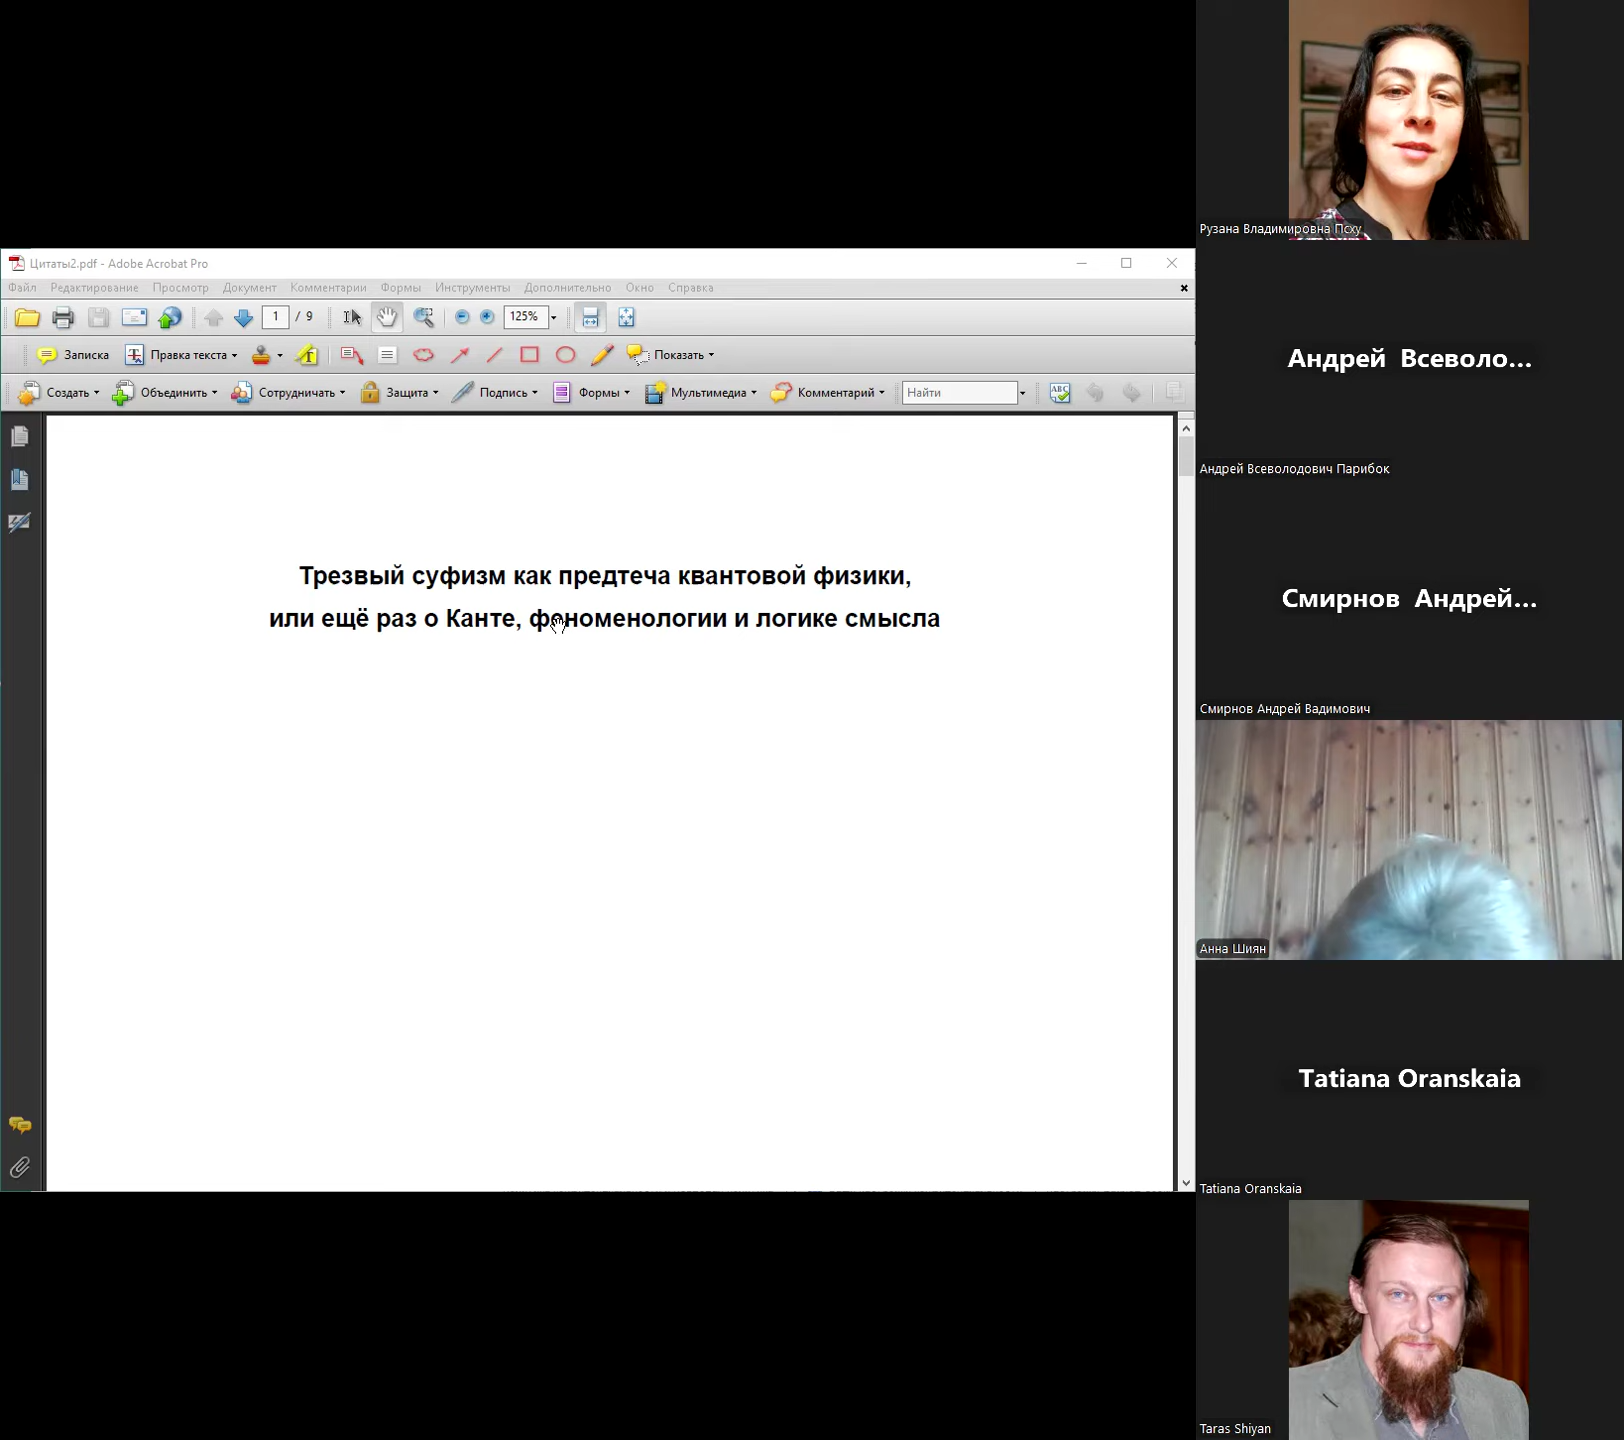 Рузана Владимировна Псху
Цитаты2.pdf - Adobe Acrobat Pro
Файл Редактирование Просмотр Документ Комментарии Формы Инструменты Дополнительно Окно Справка
1 / 9 125%
Записка Правка текста Показать
Создать Объединить Сотрудничать Защита Подпись Формы Мультимедиа Комментарий Найти
Трезвый суфизм как предтеча квантовой физики,
или ещё раз о Канте, феноменологии и логике смысла
Андрей Всеволо...
Андрей Всеволодович Парибок
Смирнов Андрей...
Смирнов Андрей Вадимович
Анна Шиян
Tatiana Oranskaia
Tatiana Oranskaia
Taras Shiyan